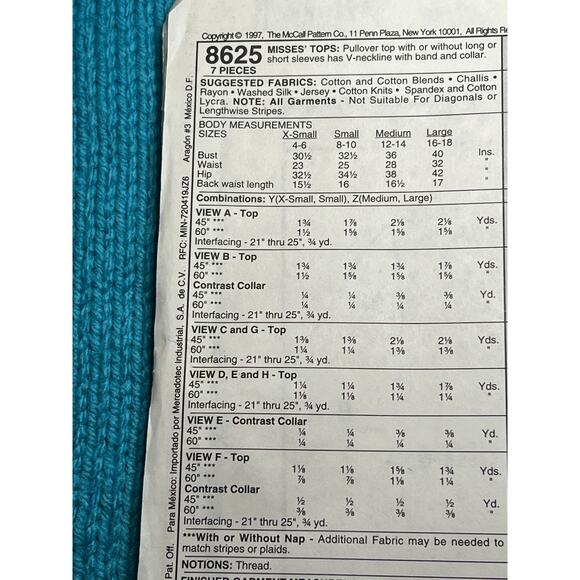 Copyright© 1997, The McCall Pattern Co., 11 Penn Plaza, New York 10001, All Rights Re
8625 MISSES' TOPS: Pullover top with or without long or
7 PIECES short sleeves has V-neckline with band and collar.
SUGGESTED FABRICS: Cotton and Cotton Blends • Challis •
Rayon • Washed Silk • Jersey • Cotton Knits • Spandex and Cotton
Lycra. NOTE: All Garments - Not Suitable For Diagonals or
Lengthwise Stripes.
BODY MEASUREMENTS
SIZES X-Small Small Medium Large
4-6 8-10 12-14 16-18
Bust 30½ 32½ 36 40 Ins.
Waist 23 25 28 32 "
Hip 32½ 34½ 38 42 "
Back waist length 15½ 16 16½ 17 "
Combinations: Y(X-Small, Small), Z(Medium, Large)
VIEW A - Top
45" *** 1¾ 1⅞ 2⅛ 2⅛ Yds.
60" *** 1½ 1⅝ 1⅝ 1⅝ "
Interfacing - 21" thru 25", ¾ yd.
VIEW B - Top
45" *** 1¾ 1¾ 1¾ 1⅞ Yds.
60" *** 1½ 1⅝ 1⅝ 1⅝ "
Contrast Collar
45" *** ¼ ¼ ⅜ ⅜ Yd.
60" *** ¼ ¼ ¼ ¼ "
Interfacing - 21" thru 25", ¾ yd.
VIEW C and G - Top
45" *** 1⅜ 1⅜ 2⅛ 2⅛ Yds.
60" *** 1¼ 1¼ 1⅜ 1⅜ "
Interfacing - 21" thru 25", ¾ yd.
VIEW D, E and H - Top
45" *** 1¼ 1¼ 1¾ 1⅞ Yds.
60" *** 1⅛ 1⅛ 1¼ 1¼ "
Interfacing - 21" thru 25", ¾ yd.
VIEW E - Contrast Collar
45" *** ¼ ¼ ⅜ ⅜ Yd.
60" *** ¼ ¼ ¼ ¼ "
VIEW F - Top
45" *** 1⅛ 1⅛ 1⅝ 1¾ Yds.
60" *** ⅞ ⅞ 1⅛ 1¼ "
Contrast Collar
45" *** ½ ½ ½ ½ Yd.
60" *** ⅜ ⅜ ⅜ ⅜ "
Interfacing - 21" thru 25", ¾ yd.
***With or Without Nap - Additional Fabric may be needed to
match stripes or plaids.
NOTIONS: Thread.
Pat. Off. Para México: Importado por Mercadotec Industrial, S.A. de C.V. RFC: MIN-720419JZ6 Aragón #3 México D.F.